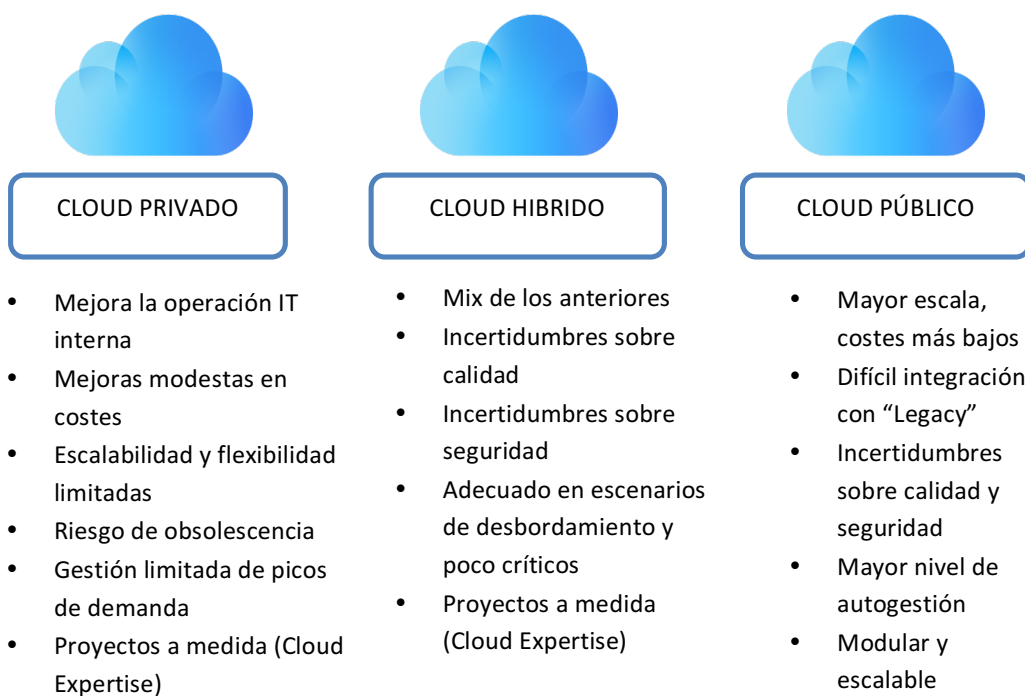 CLOUD PRIVADO
• Mejora la operación IT
interna
• Mejoras modestas en
costes
• Escalabilidad y flexibilidad
limitadas
• Riesgo de obsolescencia
• Gestión limitada de picos
de demanda
• Proyectos a medida (Cloud
Expertise)
CLOUD HIBRIDO
• Mix de los anteriores
• Incertidumbres sobre
calidad
• Incertidumbres sobre
seguridad
• Adecuado en escenarios
de desbordamiento y
poco críticos
• Proyectos a medida
(Cloud Expertise)
CLOUD PÚBLICO
• Mayor escala,
costes más bajos
• Difícil integración
con “Legacy”
• Incertidumbres
sobre calidad y
seguridad
• Mayor nivel de
autogestión
• Modular y
escalable